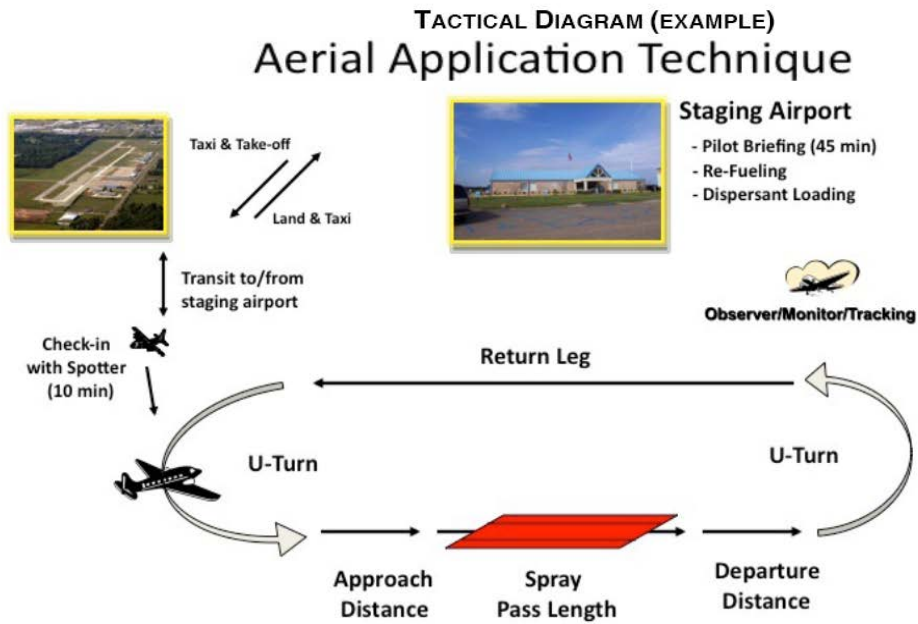 TACTICAL DIAGRAM (EXAMPLE)
Aerial Application Technique
Staging Airport
- Pilot Briefing (45 min)
- Re-Fueling
- Dispersant Loading
Taxi & Take-off
Land & Taxi
Transit to/from
staging airport
Observer/Monitor/Tracking
Check-in
with Spotter
(10 min)
Return Leg
U-Turn
U-Turn
Approach
Distance
Spray
Pass Length
Departure
Distance